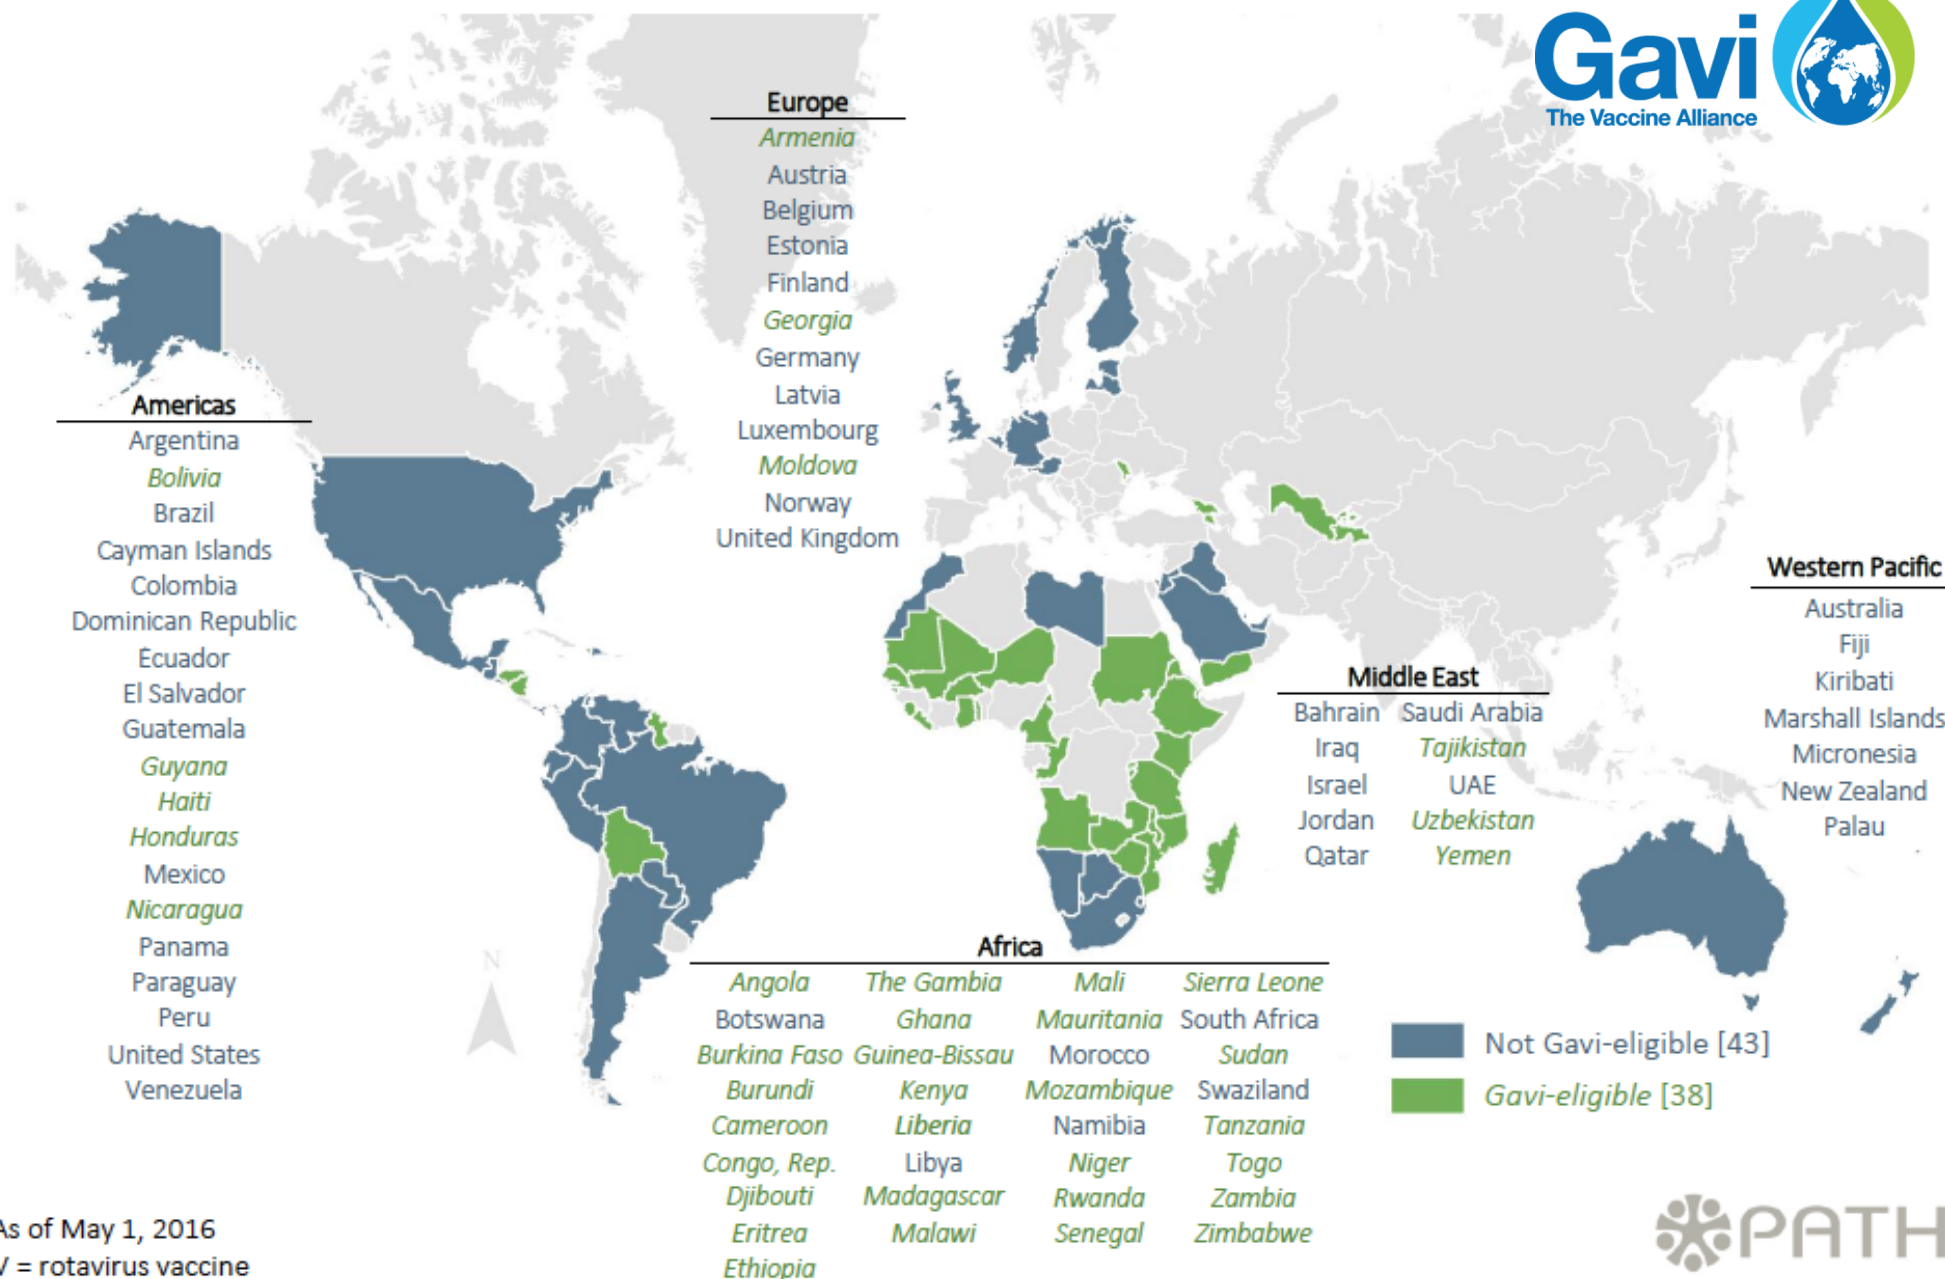 Gavi
The Vaccine Alliance
Europe
Armenia
Austria
Belgium
Estonia
Finland
Georgia
Germany
Latvia
Luxembourg
Moldova
Norway
United Kingdom
Americas
Argentina
Bolivia
Brazil
Cayman Islands
Colombia
Dominican Republic
Ecuador
El Salvador
Guatemala
Guyana
Haiti
Honduras
Mexico
Nicaragua
Panama
Paraguay
Peru
United States
Venezuela
Western Pacific
Australia
Fiji
Kiribati
Marshall Islands
Micronesia
New Zealand
Palau
Middle East
Bahrain Saudi Arabia
Iraq Tajikistan
Israel UAE
Jordan Uzbekistan
Qatar Yemen
N
Africa
Angola The Gambia Mali Sierra Leone
Botswana Ghana Mauritania South Africa
Burkina Faso Guinea-Bissau Morocco Sudan
Burundi Kenya Mozambique Swaziland
Cameroon Liberia Namibia Tanzania
Congo, Rep. Libya Niger Togo
Djibouti Madagascar Rwanda Zambia
Eritrea Malawi Senegal Zimbabwe
Ethiopia
Not Gavi-eligible [43]
Gavi-eligible [38]
As of May 1, 2016
V = rotavirus vaccine
PATH